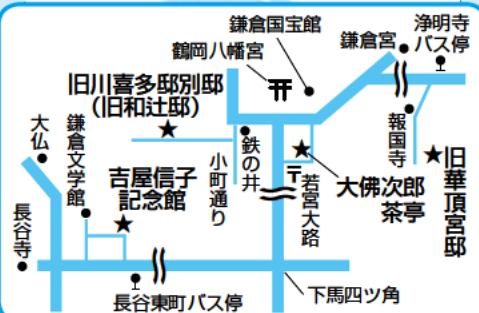 鎌倉国宝館
鶴岡八幡宮
鎌倉宮
浄明寺
バス停
旧川喜多邸別邸
(旧和辻邸)
大仏
鎌倉文学館
吉屋信子
記念館
小町通り
鉄の井
〒
若宮大路
大佛次郎
茶亭
報国寺
旧華頂宮邸
長谷寺
長谷東町バス停
下馬四ツ角